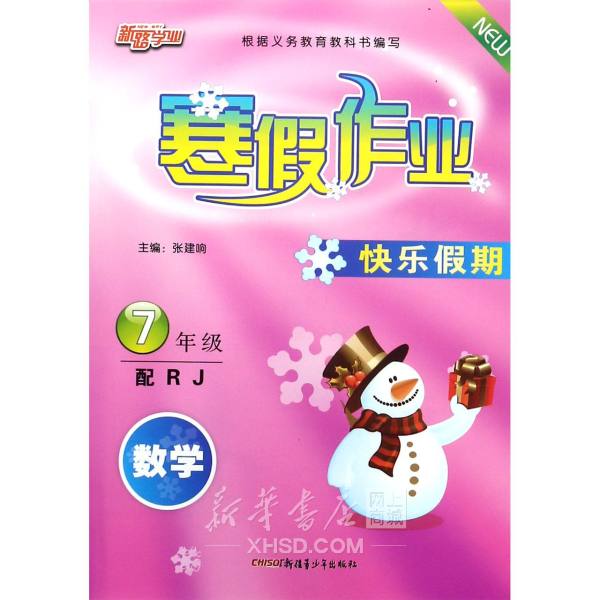 新路学业
根据义务教育教科书编写
NEW
寒假作业
主编：张建响
快乐假期
7年级
配 R J
数学
新华书店
网上商城
XHSD.COM
CHISO 新疆青少年出版社